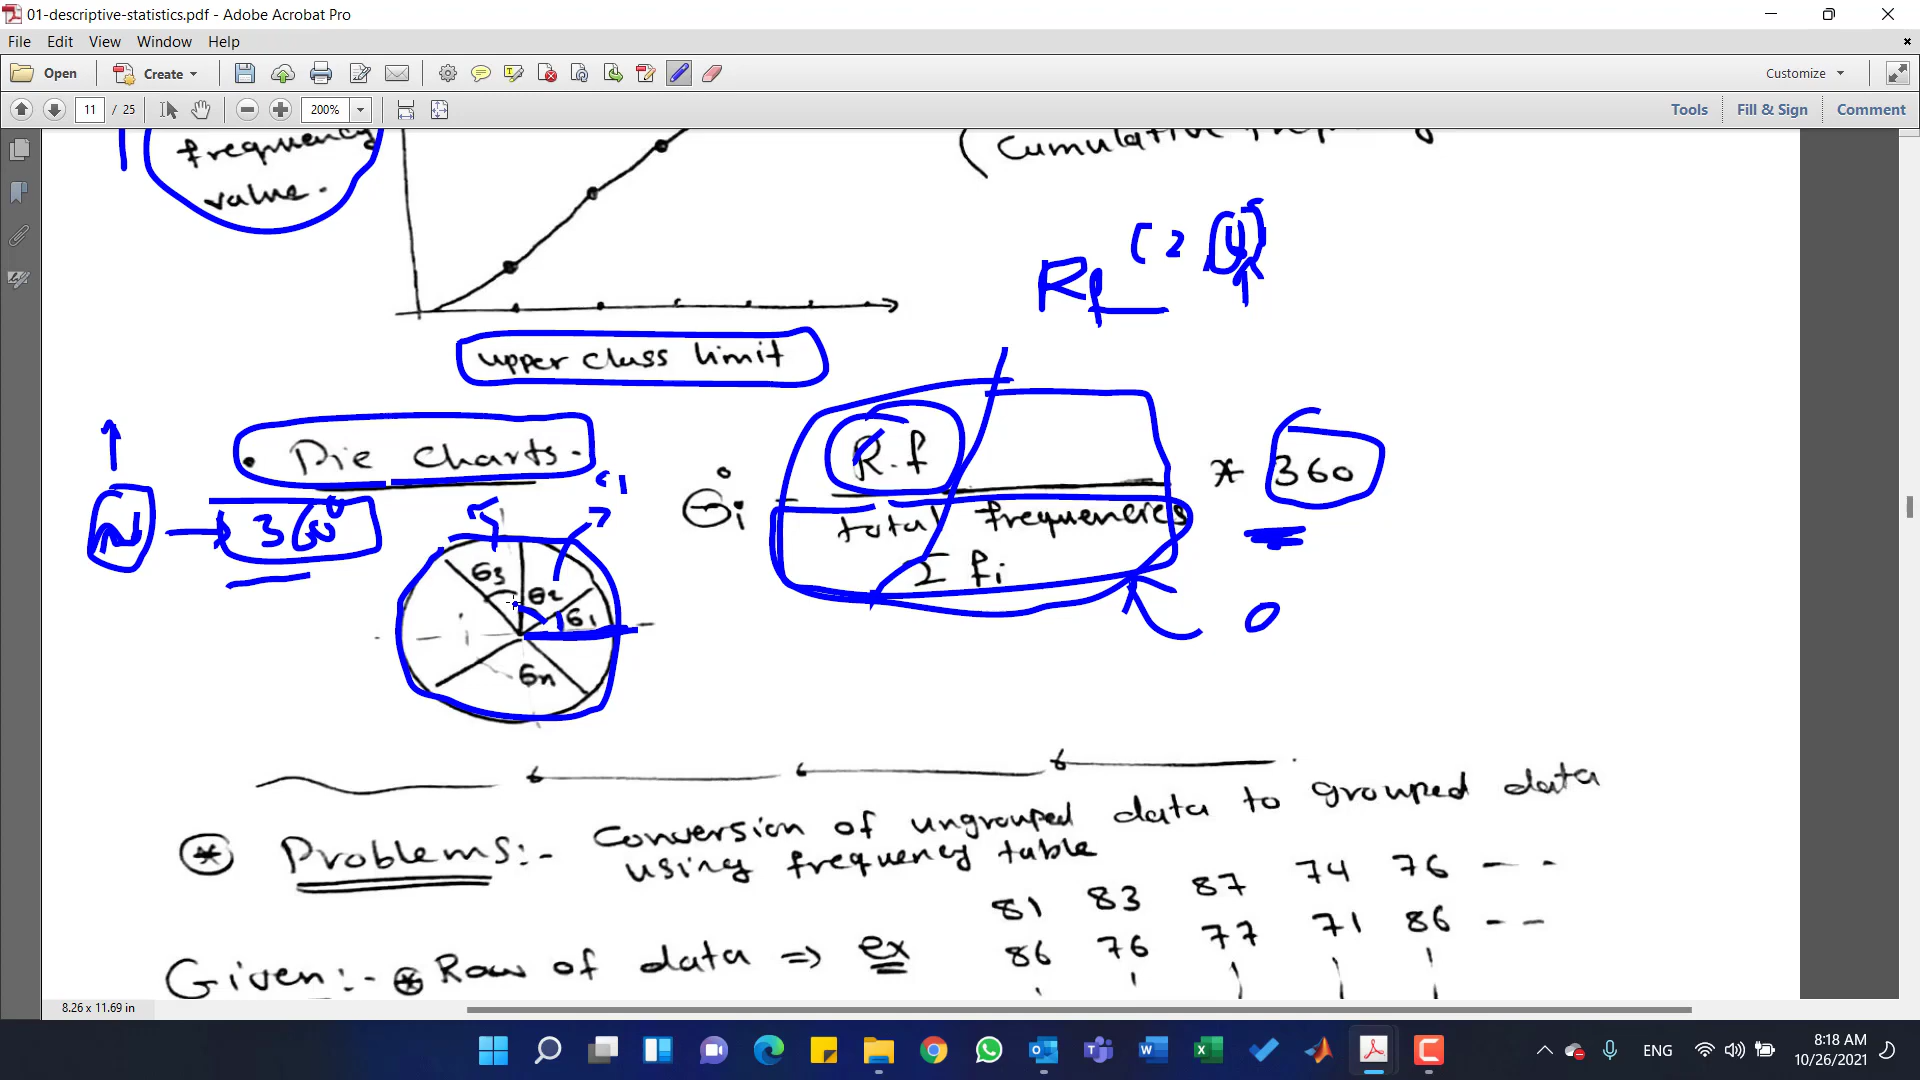 01-descriptive-statistics.pdf - Adobe Acrobat Pro
File Edit View Window Help
Open Create Customize
11 / 25 200% Tools Fill & Sign Comment
frequency
value.
(Cumulative
Rf
upper class limit
• Pie charts.
N → 360°
θi = R.f / total frequencies Σ fi * 360
θ3 θ2 θ1
θn
0
* Problems:- Conversion of ungrouped data to grouped data
using frequency table
81 83 87 74 76 - -
Given:- * Row of data => ex 86 76 77 71 86 - -
8.26 x 11.69 in
ENG 8:18 AM
10/26/2021